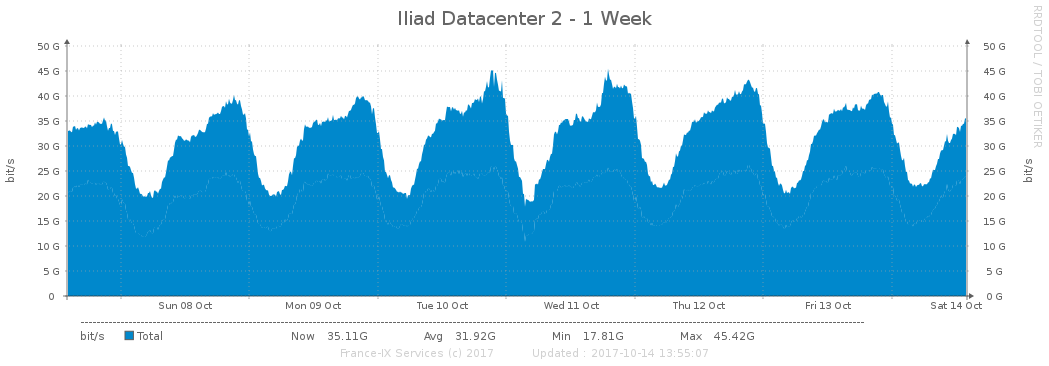 Iliad Datacenter 2 - 1 Week
RRDTOOL / TOBI OETIKER
bit/s
50 G
45 G
40 G
35 G
30 G
25 G
20 G
15 G
10 G
5 G
0
50 G
45 G
40 G
35 G
30 G
25 G
20 G
15 G
10 G
5 G
0 G
bit/s
Sun 08 Oct Mon 09 Oct Tue 10 Oct Wed 11 Oct Thu 12 Oct Fri 13 Oct Sat 14 Oct
bit/s Total Now 35.11G Avg 31.92G Min 17.81G Max 45.42G
France-IX Services (c) 2017 Updated : 2017-10-14 13:55:07